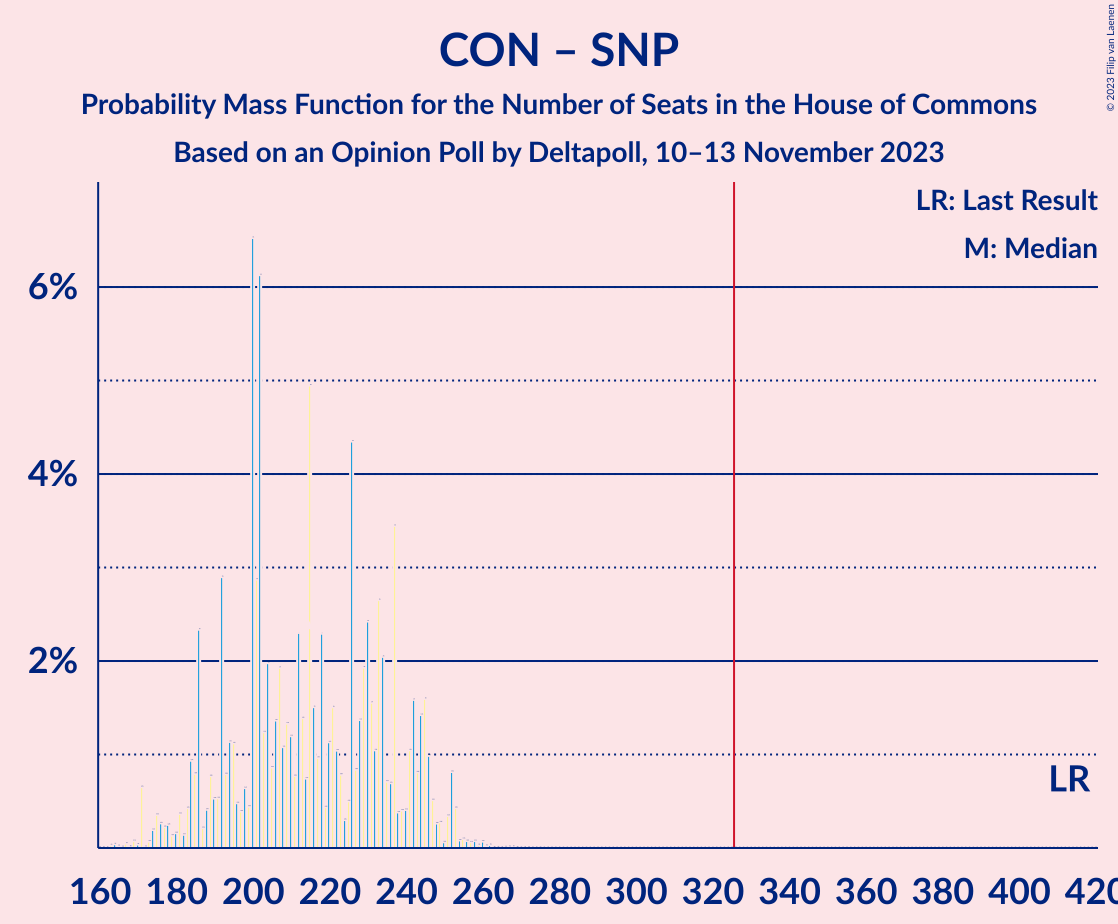 CON – SNP
Probability Mass Function for the Number of Seats in the House of Commons
Based on an Opinion Poll by Deltapoll, 10–13 November 2023
© 2023 Filip van Laenen
LR: Last Result
M: Median
6%
4%
2%
LR
160 180 200 220 240 260 280 300 320 340 360 380 400 420